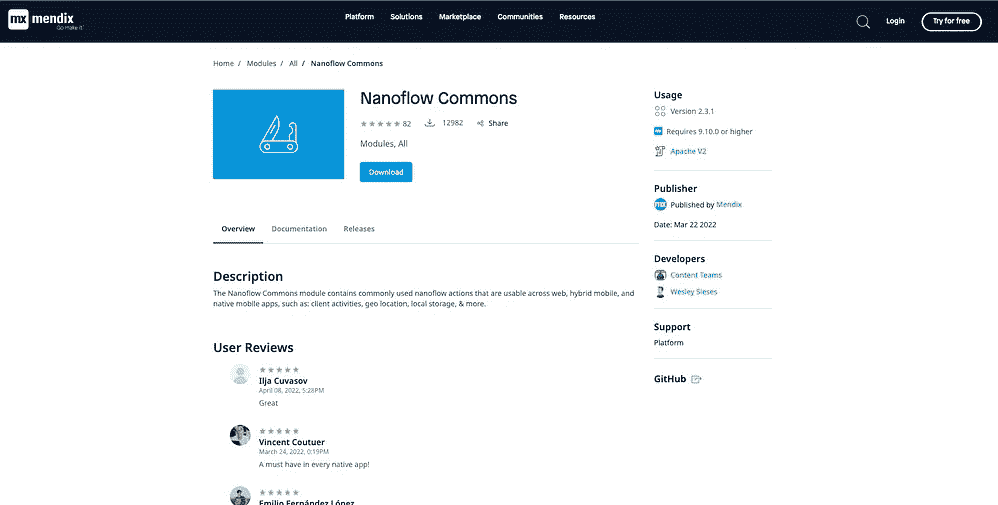 mx mendix
Go Make It
Platform Solutions Marketplace Communities Resources
Login
Try for free
Home / Modules / All / Nanoflow Commons
Nanoflow Commons
82 12982 Share
Modules, All
Download
Overview Documentation Releases
Description
The Nanoflow Commons module contains commonly used nanoflow actions that are usable across web, hybrid mobile, and
native mobile apps, such as: client activities, geo location, local storage, & more.
User Reviews
Ilja Cuvasov
April 08, 2022, 5:28PM
Great
Vincent Coutuer
March 24, 2022, 0:19PM
A must have in every native app!
Emilio Fernández López
Usage
Version 2.3.1
Requires 9.10.0 or higher
Apache V2
Publisher
mx Published by Mendix
Date: Mar 22 2022
Developers
Content Teams
Wesley Sleses
Support
Platform
GitHub